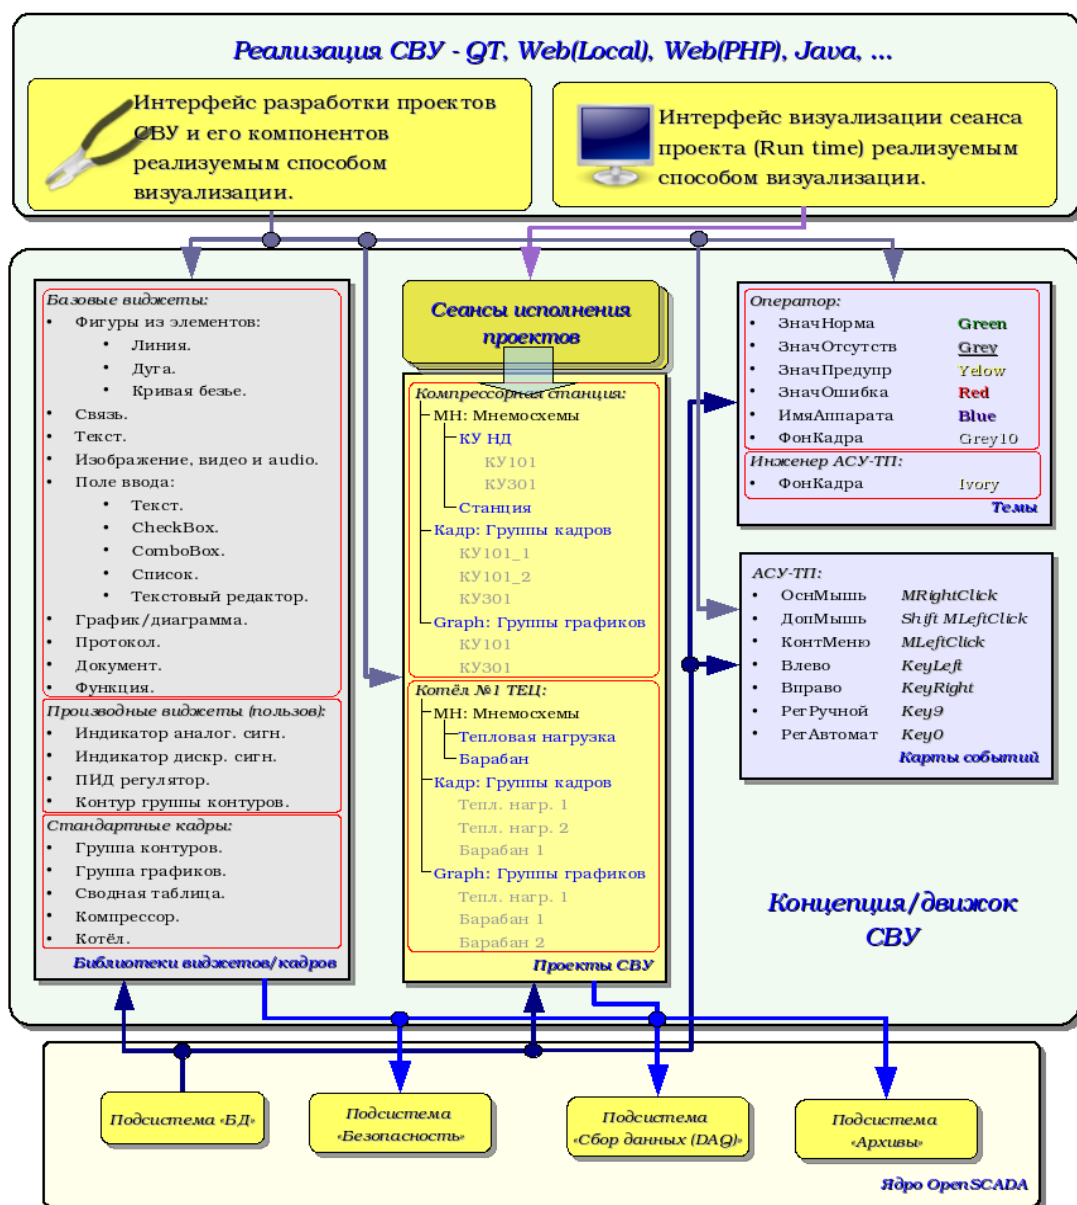 Реализация СВУ - QT, Web(Local), Web(PHP), Java, ...
Интерфейс разработки проектов
СВУ и его компонентов
реализуемым способом
визуализации.
Интерфейс визуализации сеанса
проекта (Run time) реализуемым
способом визуализации.
Базовые виджеты:
• Фигуры из элементов:
• Линия.
• Дуга.
• Кривая безье.
• Связь.
• Текст.
• Изображение, видео и audio.
• Поле ввода:
• Текст.
• CheckBox.
• ComboBox.
• Список.
• Текстовый редактор.
• График/диаграмма.
• Протокол.
• Документ.
• Функция.
Производные виджеты (пользов):
• Индикатор аналог. сигн.
• Индикатор дискр. сигн.
• ПИД регулятор.
• Контур группы контуров.
Стандартные кадры:
• Группа контуров.
• Группа графиков.
• Сводная таблица.
• Компрессор.
• Котёл.
Библиотеки виджетов/кадров
Сеансы исполнения
проектов
Компрессорная станция:
МН: Мнемосхемы
КУ НД
КУ101
КУ301
Станция
Кадр: Группы кадров
КУ101_1
КУ101_2
КУ301
Graph: Группы графиков
КУ101
КУ301
Котёл №1 ТЕЦ:
МН: Мнемосхемы
Тепловая нагрузка
Барабан
Кадр: Группы кадров
Тепл. нагр. 1
Тепл. нагр. 2
Барабан 1
Graph: Группы графиков
Тепл. нагр. 1
Барабан 1
Барабан 2
Проекты СВУ
Оператор:
• ЗначНорма Green
• ЗначОтсутств Grey
• ЗначПредупр Yelow
• ЗначОшибка Red
• ИмяАппарата Blue
• ФонКадра Grey10
Инженер АСУ-ТП:
• ФонКадра Ivory
Темы
АСУ-ТП:
• ОснМышь MRightClick
• ДопМышь Shift MLeftClick
• КонтМеню MLeftClick
• Влево KeyLeft
• Вправо KeyRight
• РегРучной Key9
• РегАвтомат Key0
Карты событий
Концепция/движок
СВУ
Подсистема «БД»
Подсистема
«Безопасность»
Подсистема
«Сбор данных (DAQ)»
Подсистема
«Архивы»
Ядро OpenSCADA